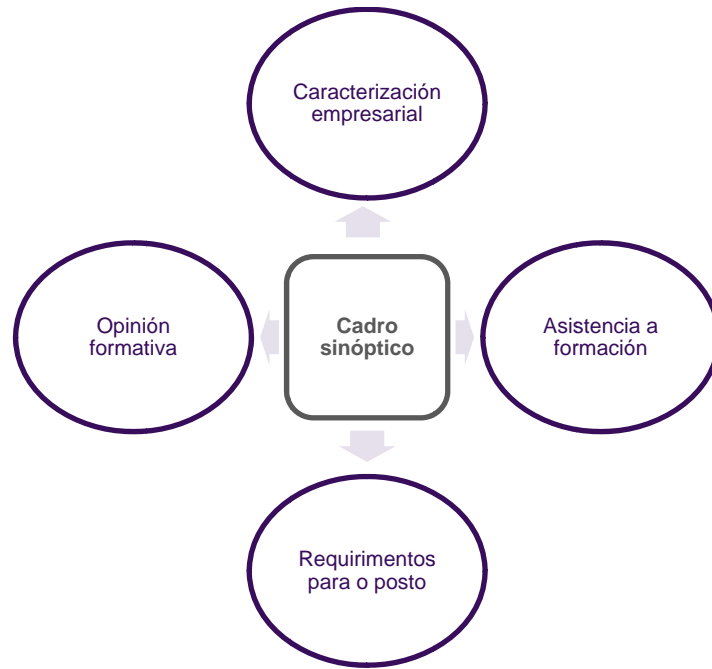 Caracterización
empresarial
Opinión
formativa
Cadro
sinóptico
Asistencia a
formación
Requirimentos
para o posto